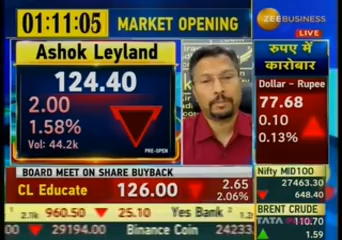 01:11:05 MARKET OPENING
ZEE BUSINESS
LIVE
Ashok Leyland
124.40
2.00
1.58%
Vol: 44.2k
PRE-OPEN
रुपए में
कारोबार
Dollar - Rupee
77.68
0.10
0.13%
BOARD MEET ON SHARE BUYBACK
CL Educate 126.00 2.65
2.06%
Nifty MID100
27463.30
648.40
BRENT CRUDE
110.70
1.59
2.1k 960.50 25.10 Yes Bank
29194.00 Binance Coin 24233